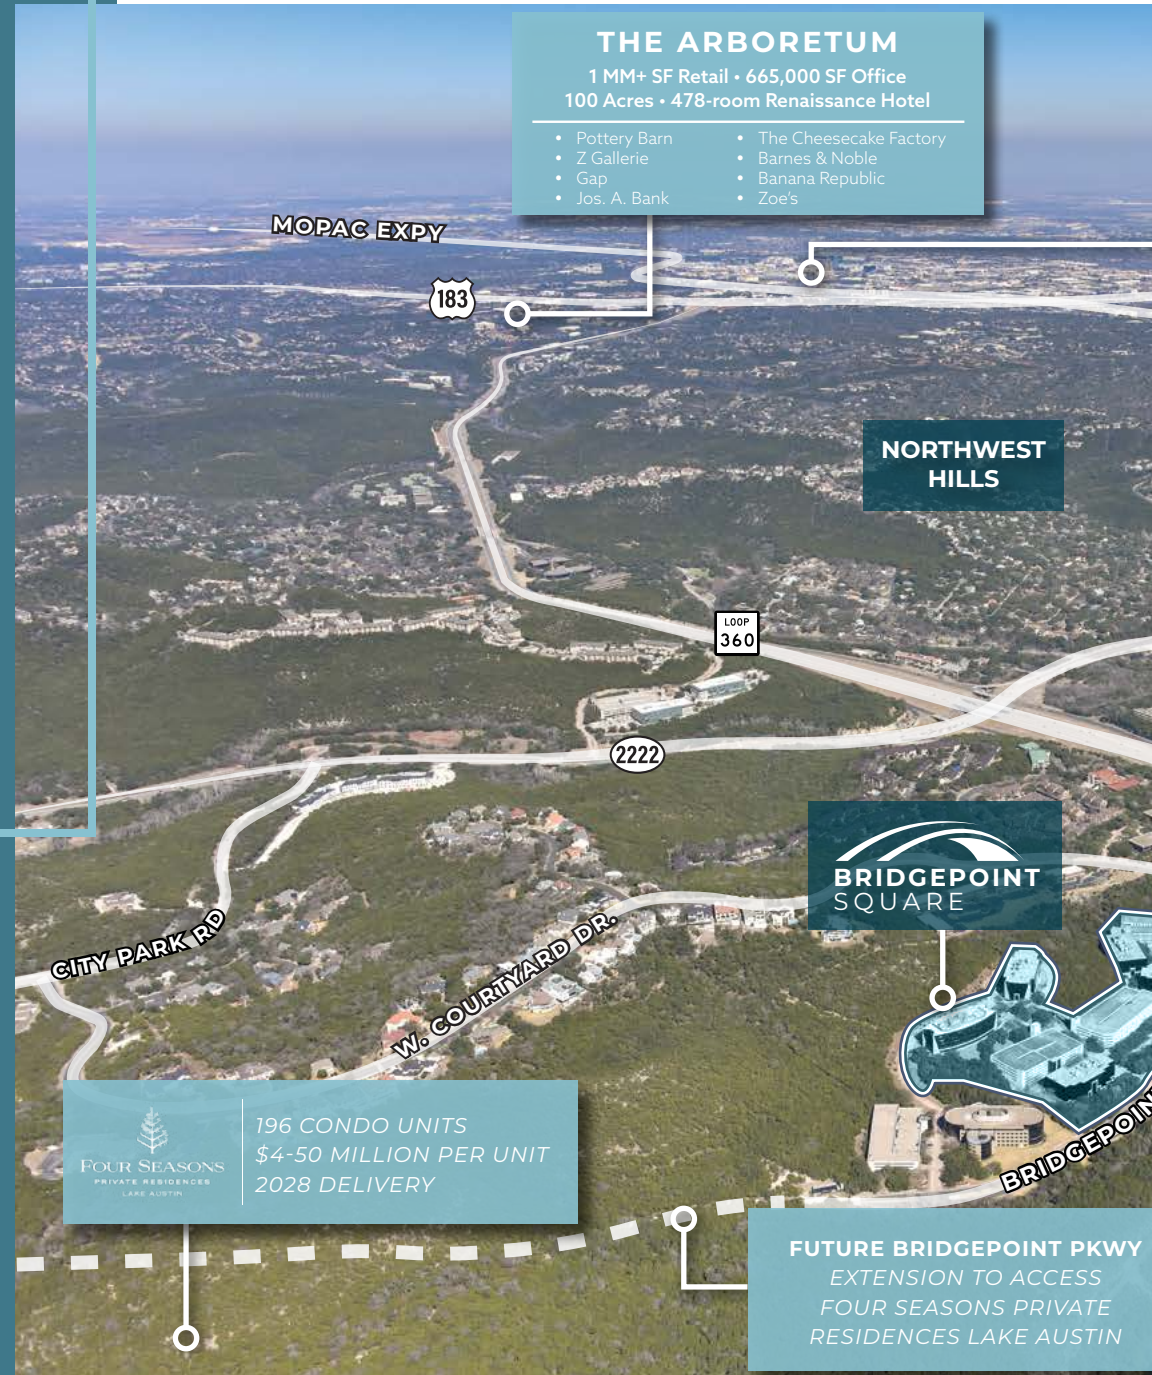 THE ARBORETUM
1 MM+ SF Retail • 665,000 SF Office
100 Acres • 478-room Renaissance Hotel
• Pottery Barn
• Z Gallerie
• Gap
• Jos. A. Bank
• The Cheesecake Factory
• Barnes & Noble
• Banana Republic
• Zoe's
MOPAC EXPY
183
NORTHWEST
HILLS
LOOP
360
2222
BRIDGEPOINT
SQUARE
CITY PARK RD
W. COURTYARD DR.
FOUR SEASONS
PRIVATE RESIDENCES
LAKE AUSTIN
196 CONDO UNITS
$4-50 MILLION PER UNIT
2028 DELIVERY
BRIDGEPOIN
FUTURE BRIDGEPOINT PKWY
EXTENSION TO ACCESS
FOUR SEASONS PRIVATE
RESIDENCES LAKE AUSTIN